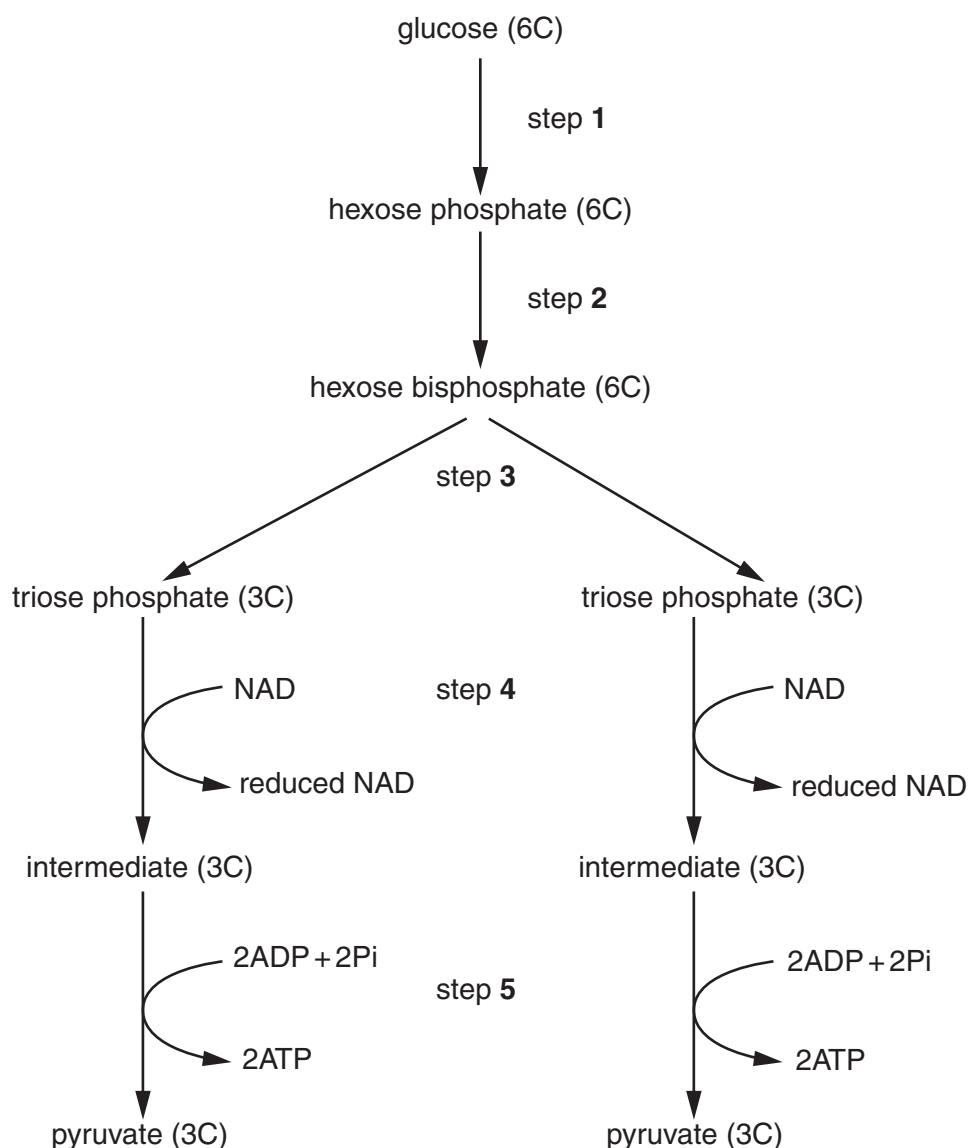 glucose (6C)
step 1
hexose phosphate (6C)
step 2
hexose bisphosphate (6C)
step 3
triose phosphate (3C) triose phosphate (3C)
NAD step 4 NAD
reduced NAD reduced NAD
intermediate (3C) intermediate (3C)
2ADP + 2Pi step 5 2ADP + 2Pi
2ATP 2ATP
pyruvate (3C) pyruvate (3C)